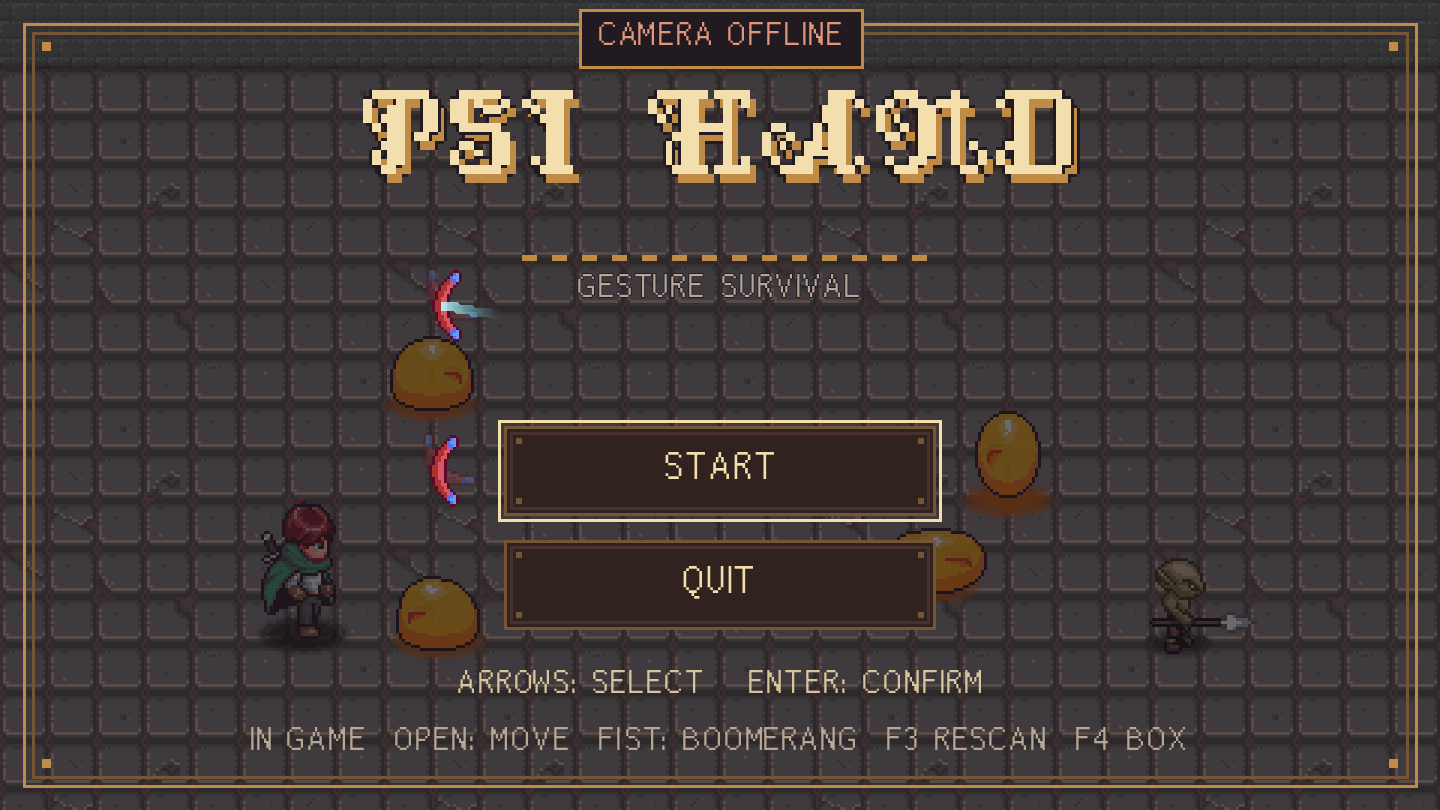 CAMERA OFFLINE
PSI HAND
GESTURE SURVIVAL
START
QUIT
ARROWS: SELECT ENTER: CONFIRM
IN GAME OPEN: MOVE FIST: BOOMERANG F3 RESCAN F4 BOX